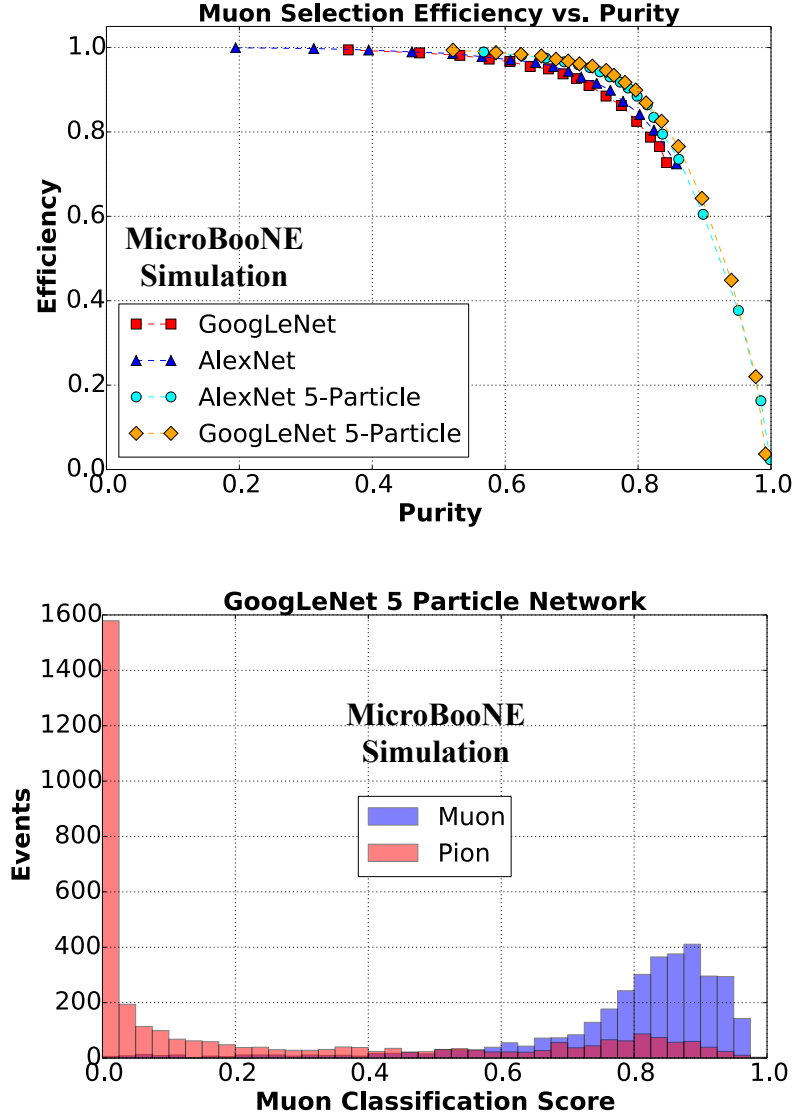 Muon Selection Efficiency vs. Purity
1.0
0.8
0.6
0.4
0.2
0.0
Efficiency
MicroBooNE
Simulation
GoogLeNet
AlexNet
AlexNet 5-Particle
GoogLeNet 5-Particle
0.0 0.2 0.4 0.6 0.8 1.0
Purity
GoogLeNet 5 Particle Network
1600
1400
1200
1000
800
600
400
200
0
Events
MicroBooNE
Simulation
Muon
Pion
0.0 0.2 0.4 0.6 0.8 1.0
Muon Classification Score